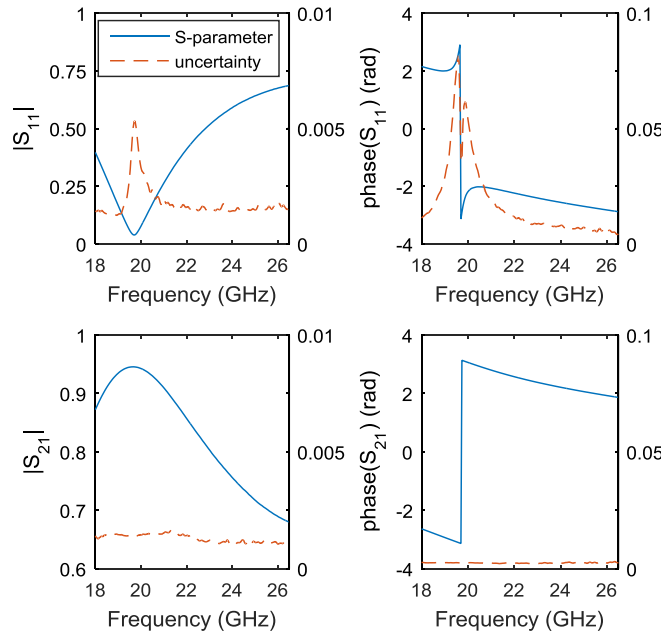 S-parameter
uncertainty
|S11|
1
0.75
0.50
0.25
0
0.01
0.005
0
18 20 22 24 26
Frequency (GHz)
phase(S11) (rad)
4
2
0
-2
-4
0.1
0.05
0
18 20 22 24 26
Frequency (GHz)
|S21|
1
0.9
0.8
0.7
0.6
0.01
0.005
0
18 20 22 24 26
Frequency (GHz)
phase(S21) (rad)
4
2
0
-2
-4
0.1
0.05
0
18 20 22 24 26
Frequency (GHz)